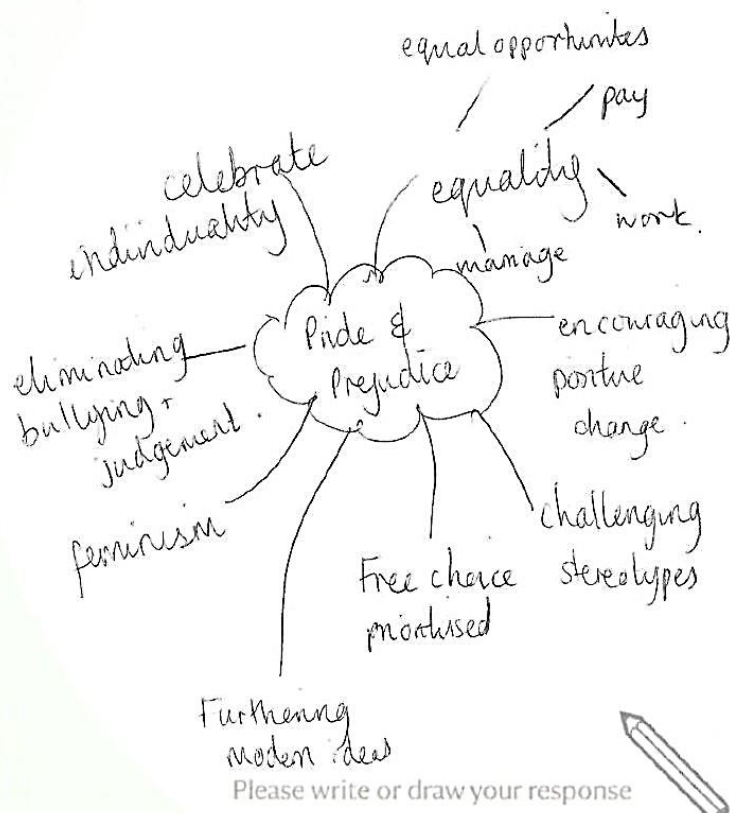 equal opportunites
pay
equality
work.
marriage
celebrate
individuality
Pride &
Prejudice
encouraging
positive
change.
eliminating
bullying +
judgement.
feminism
challenging
stereotypes
Free choice
prioritised
Furthering
modern ideas
Please write or draw your response